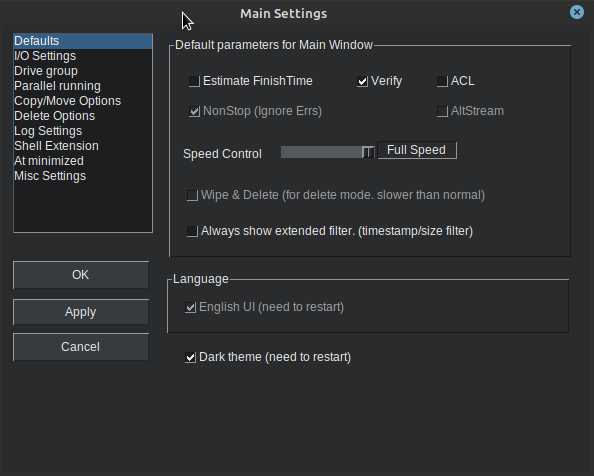 Main Settings
Defaults
I/O Settings
Drive group
Parallel running
Copy/Move Options
Delete Options
Log Settings
Shell Extension
At minimized
Misc Settings
OK
Apply
Cancel
Default parameters for Main Window
Estimate FinishTime Verify ACL
NonStop (Ignore Errs) AltStream
Speed Control Full Speed
Wipe & Delete (for delete mode. slower than normal)
Always show extended filter. (timestamp/size filter)
Language
English UI (need to restart)
Dark theme (need to restart)